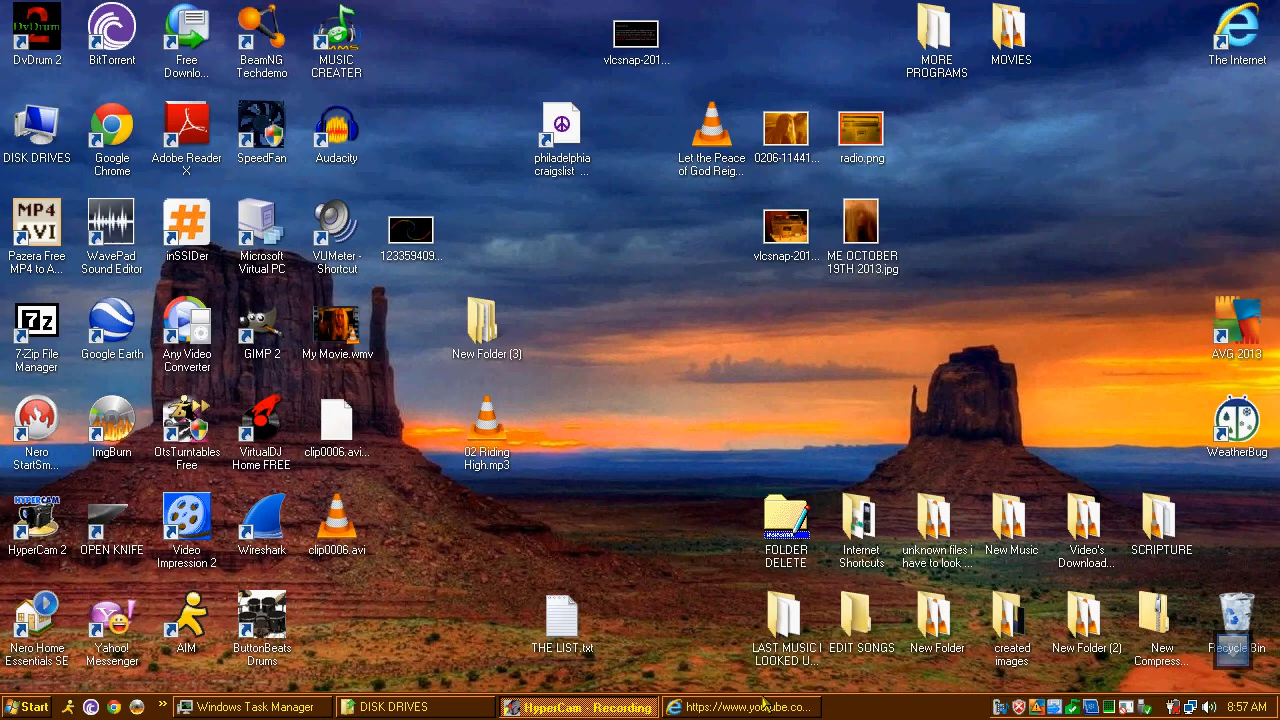 DvDrum 2
BitTorrent
Free
Downlo...
BeamNG
Techdemo
MUSIC
CREATER
vlcsnap-201...
MORE
PROGRAMS
MOVIES
The Internet
DISK DRIVES
Google
Chrome
Adobe Reader
X
SpeedFan
Audacity
philadelphia
craigslist ...
Let the Peace
of God Reig...
0206-11441...
radio.png
MP4
AVI
Pazera Free
MP4 to A...
WavePad
Sound Editor
inSSIDer
Microsoft
Virtual PC
VUMeter -
Shortcut
123359409...
vlcsnap-201...
ME OCTOBER
19TH 2013.jpg
7z
7-Zip File
Manager
Google Earth
Any Video
Converter
GIMP 2
My Movie.wmv
New Folder (3)
AVG 2013
Nero
StartSm...
ImgBurn
OtsTurntables
Free
VirtualDJ
Home FREE
clip0006.avi...
02 Riding
High.mp3
WeatherBug
HYPERCAM
HyperCam 2
OPEN KNIFE
Video
Impression 2
Wireshark
clip0006.avi
FOLDER
DELETE
Internet
Shortcuts
unknown files i
have to look ...
New Music
Video's
Download...
SCRIPTURE
Nero Home
Essentials SE
Yahoo!
Messenger
AIM
ButtonBeats
Drums
THE LIST.txt
LAST MUSIC I
LOOKED U...
EDIT SONGS
New Folder
created
images
New Folder (2)
New
Compress...
Recycle Bin
Start
Windows Task Manager
DISK DRIVES
HyperCam - Recording
https://www.youtube.co...
8:57 AM